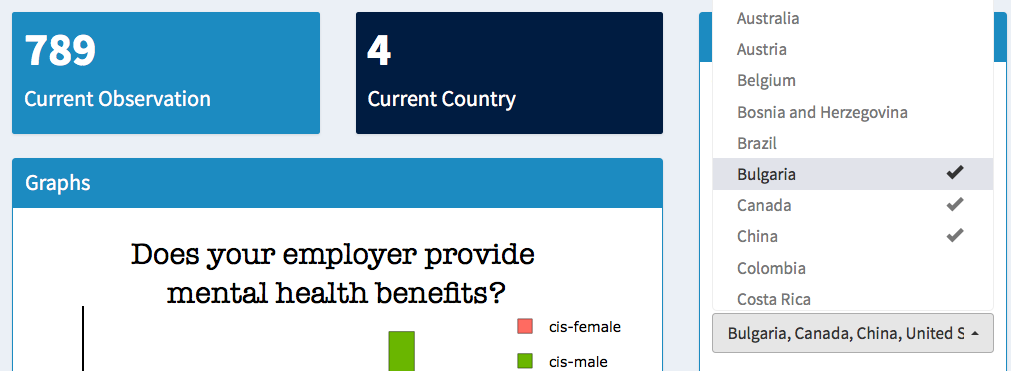 789
Current Observation
4
Current Country
Graphs
Does your employer provide
mental health benefits?
cis-female
cis-male
Australia
Austria
Belgium
Bosnia and Herzegovina
Brazil
Bulgaria
Canada
China
Colombia
Costa Rica
Bulgaria, Canada, China, United S